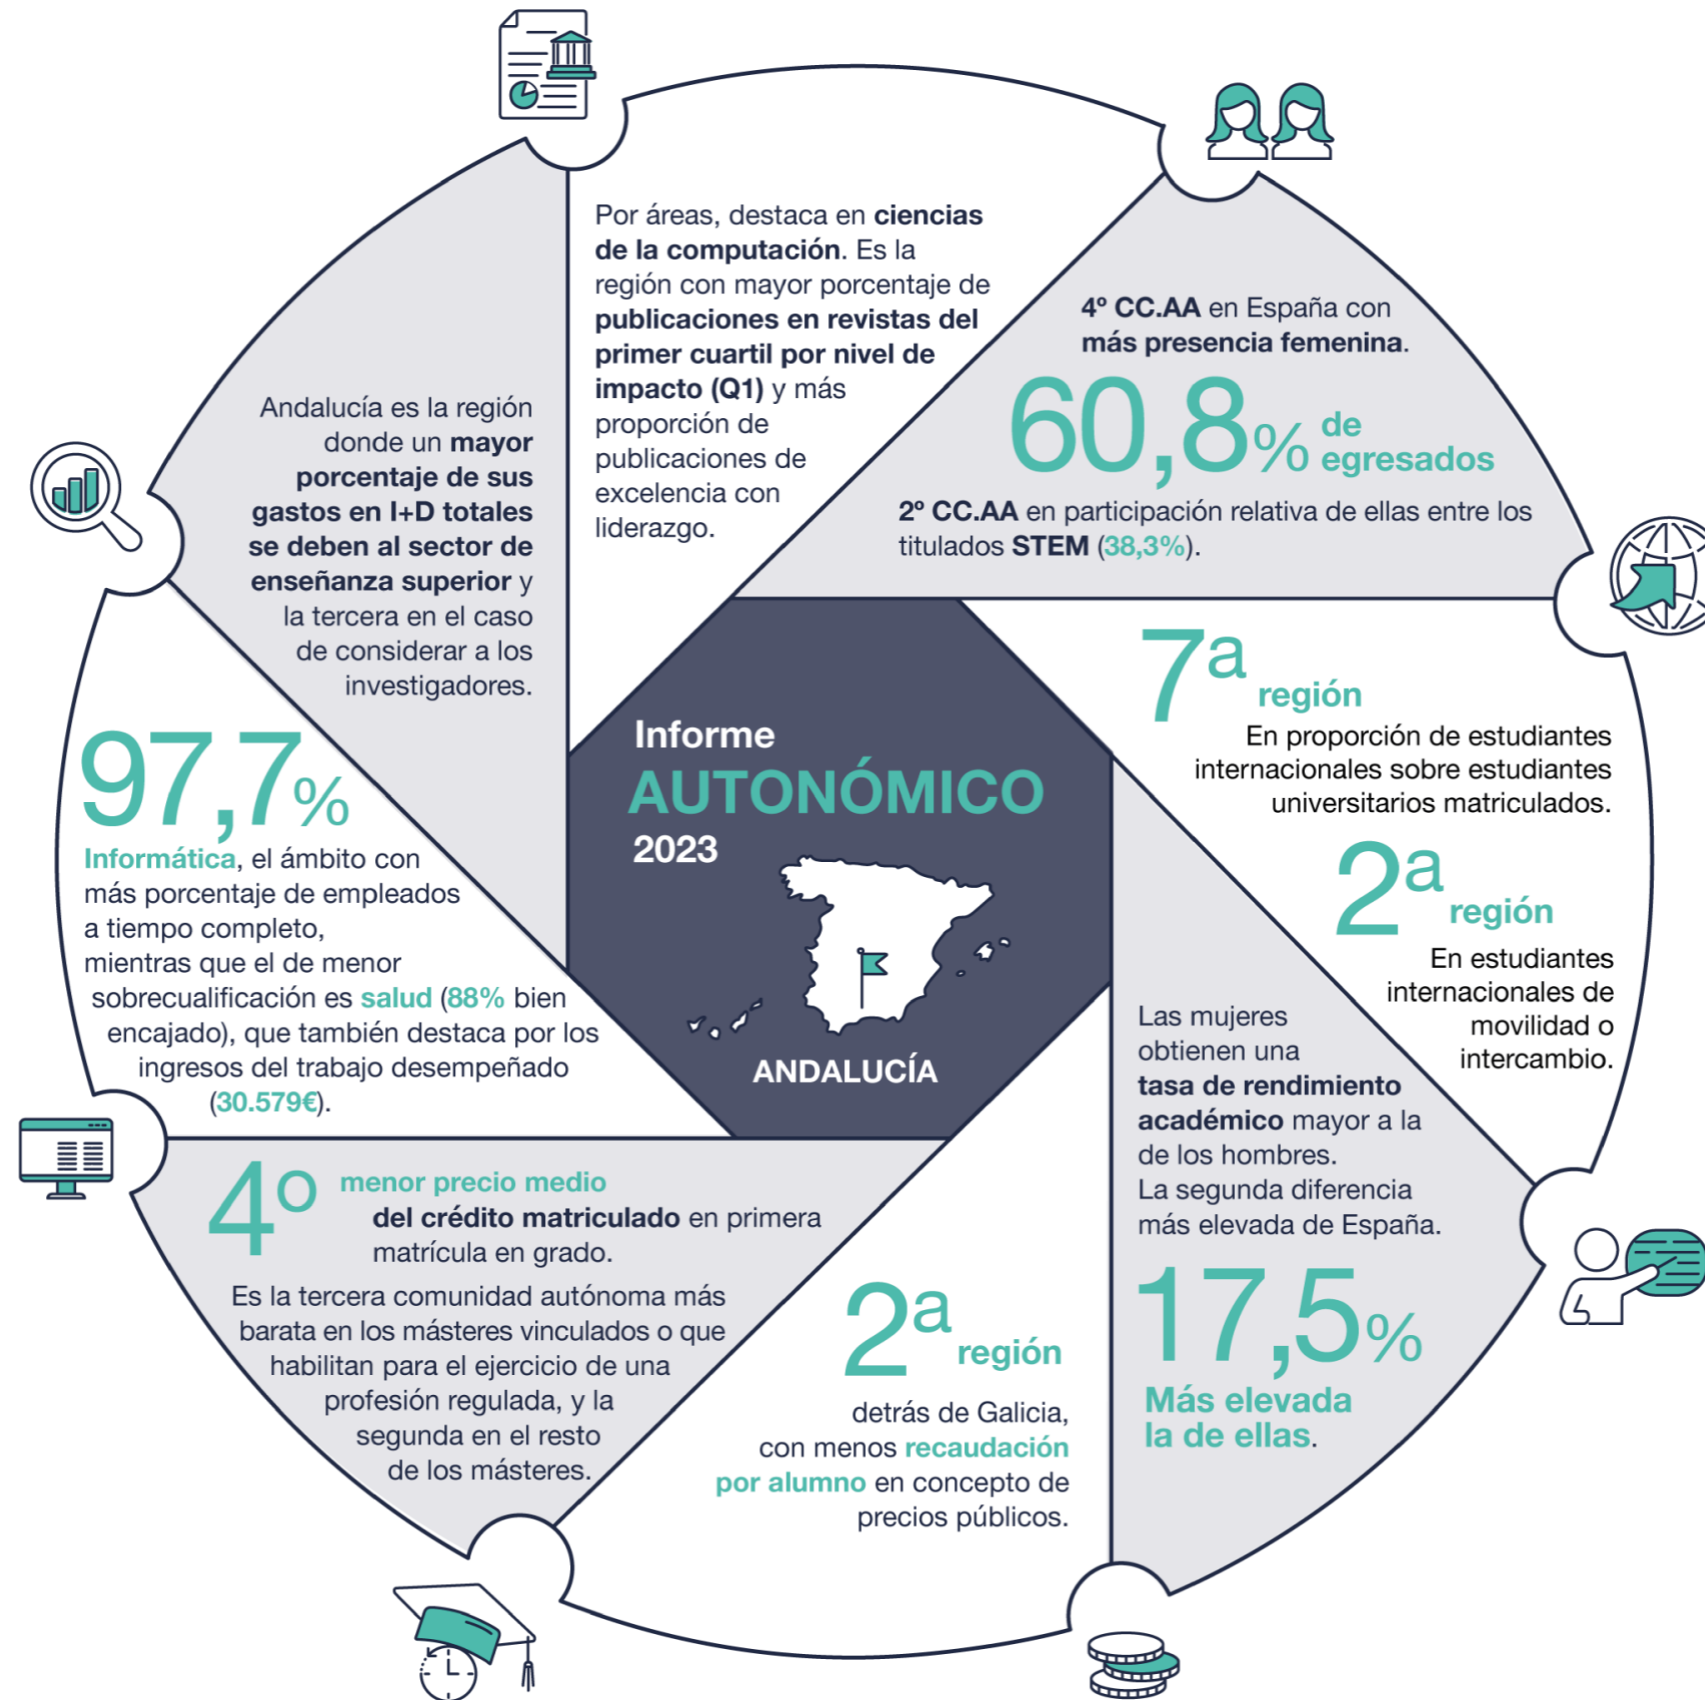 Por áreas, destaca en ciencias
de la computación. Es la
región con mayor porcentaje de
publicaciones en revistas del
primer cuartil por nivel de
impacto (Q1) y más
proporción de
publicaciones de
excelencia con
liderazgo.
4º CC.AA en España con
más presencia femenina.
60,8% de
egresados
2º CC.AA en participación relativa de ellas entre los
titulados STEM (38,3%).
7ª región
En proporción de estudiantes
internacionales sobre estudiantes
universitarios matriculados.
2ª región
En estudiantes
internacionales de
movilidad o
intercambio.
Las mujeres
obtienen una
tasa de rendimiento
académico mayor a la
de los hombres.
La segunda diferencia
más elevada de España.
17,5%
Más elevada
la de ellas.
2ª región
detrás de Galicia,
con menos recaudación
por alumno en concepto de
precios públicos.
4º menor precio medio
del crédito matriculado en primera
matrícula en grado.
Es la tercera comunidad autónoma más
barata en los másteres vinculados o que
habilitan para el ejercicio de una
profesión regulada, y la
segunda en el resto
de los másteres.
97,7%
Informática, el ámbito con
más porcentaje de empleados
a tiempo completo,
mientras que el de menor
sobrecualificación es salud (88% bien
encajado), que también destaca por los
ingresos del trabajo desempeñado
(30.579€).
Andalucía es la región
donde un mayor
porcentaje de sus
gastos en I+D totales
se deben al sector de
enseñanza superior y
la tercera en el caso
de considerar a los
investigadores.
Informe
AUTONÓMICO
2023
ANDALUCÍA